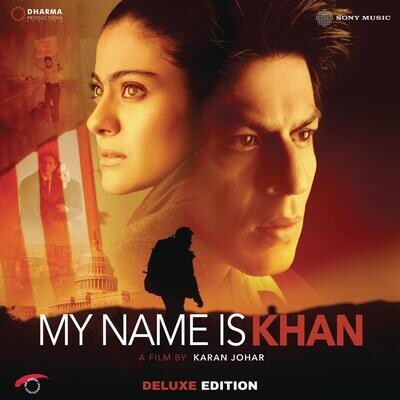 DHARMA
PRODUCTIONS
SONY MUSIC
MY NAME IS KHAN
A FILM BY KARAN JOHAR
DELUXE EDITION